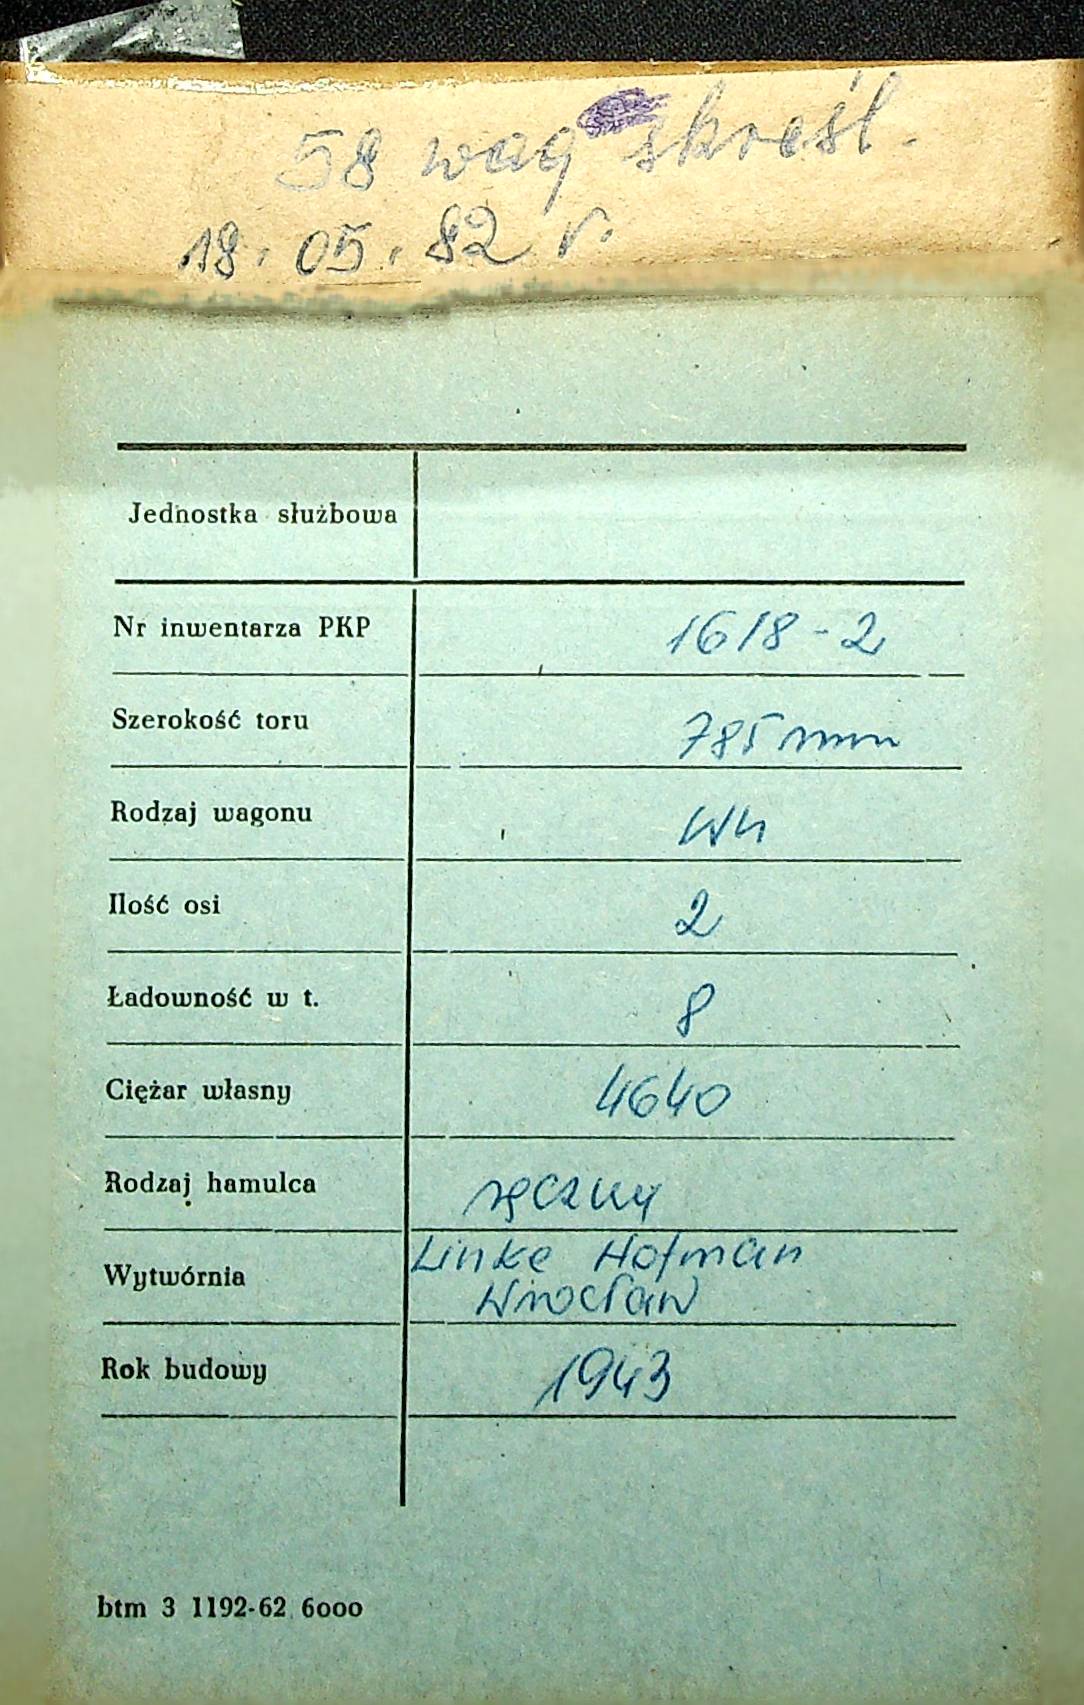 58 wag skreśl.
18.05.82 r.
Jednostka służbowa
Nr inwentarza PKP 1618-2
Szerokość toru 785 mm
Rodzaj wagonu Wh
Ilość osi 2
Ładowność w t. 8
Ciężar własny 4640
Rodzaj hamulca ręczny
Wytwórnia Linke Hofman
Wrocław
Rok budowy 1943
btm 3 1192-62 6000